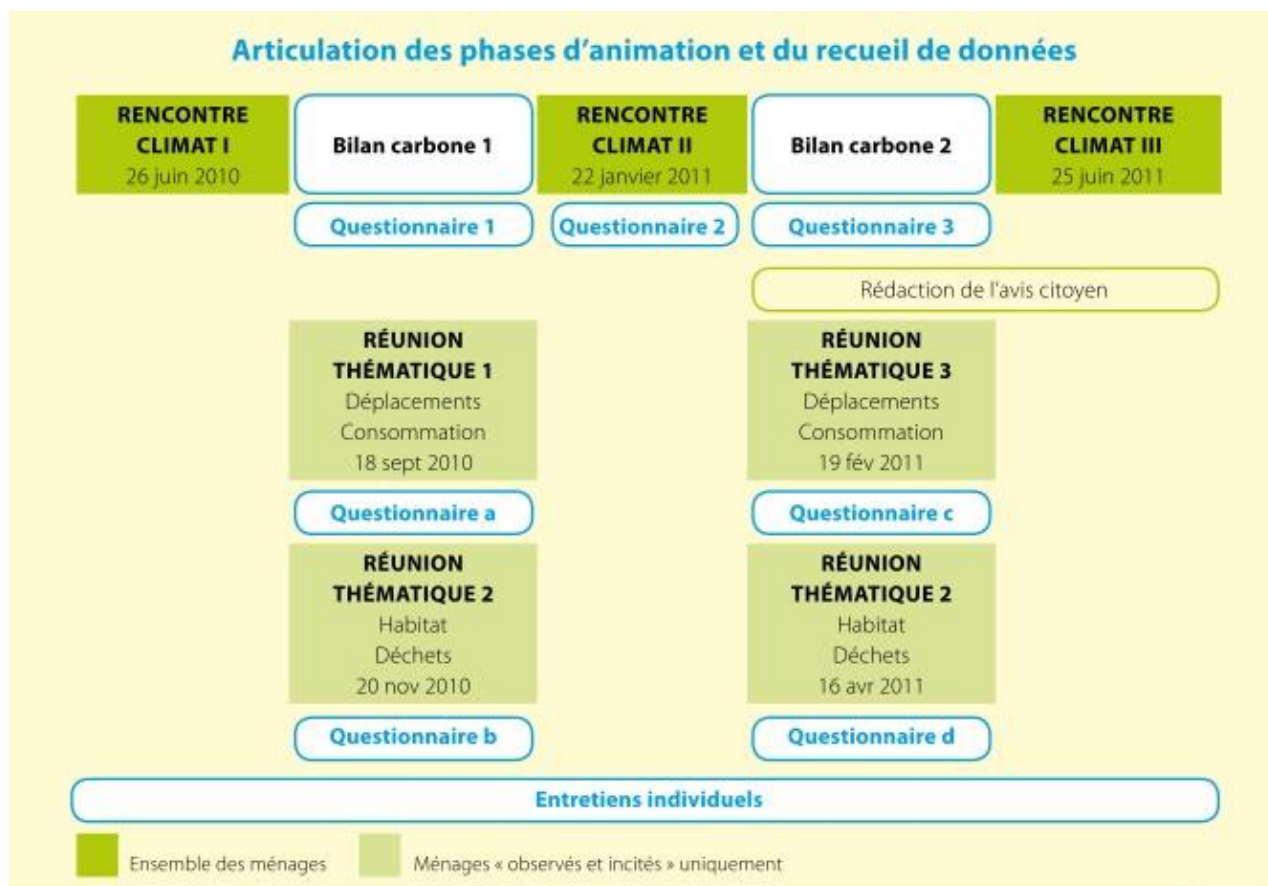 Articulation des phases d'animation et du recueil de données
RENCONTRE
CLIMAT I
26 juin 2010
Bilan carbone 1
RENCONTRE
CLIMAT II
22 janvier 2011
Bilan carbone 2
RENCONTRE
CLIMAT III
25 juin 2011
Questionnaire 1
Questionnaire 2
Questionnaire 3
Rédaction de l'avis citoyen
RÉUNION
THÉMATIQUE 1
Déplacements
Consommation
18 sept 2010
RÉUNION
THÉMATIQUE 3
Déplacements
Consommation
19 fév 2011
Questionnaire a
Questionnaire c
RÉUNION
THÉMATIQUE 2
Habitat
Déchets
20 nov 2010
RÉUNION
THÉMATIQUE 2
Habitat
Déchets
16 avr 2011
Questionnaire b
Questionnaire d
Entretiens individuels
Ensemble des ménages
Ménages « observés et incités » uniquement